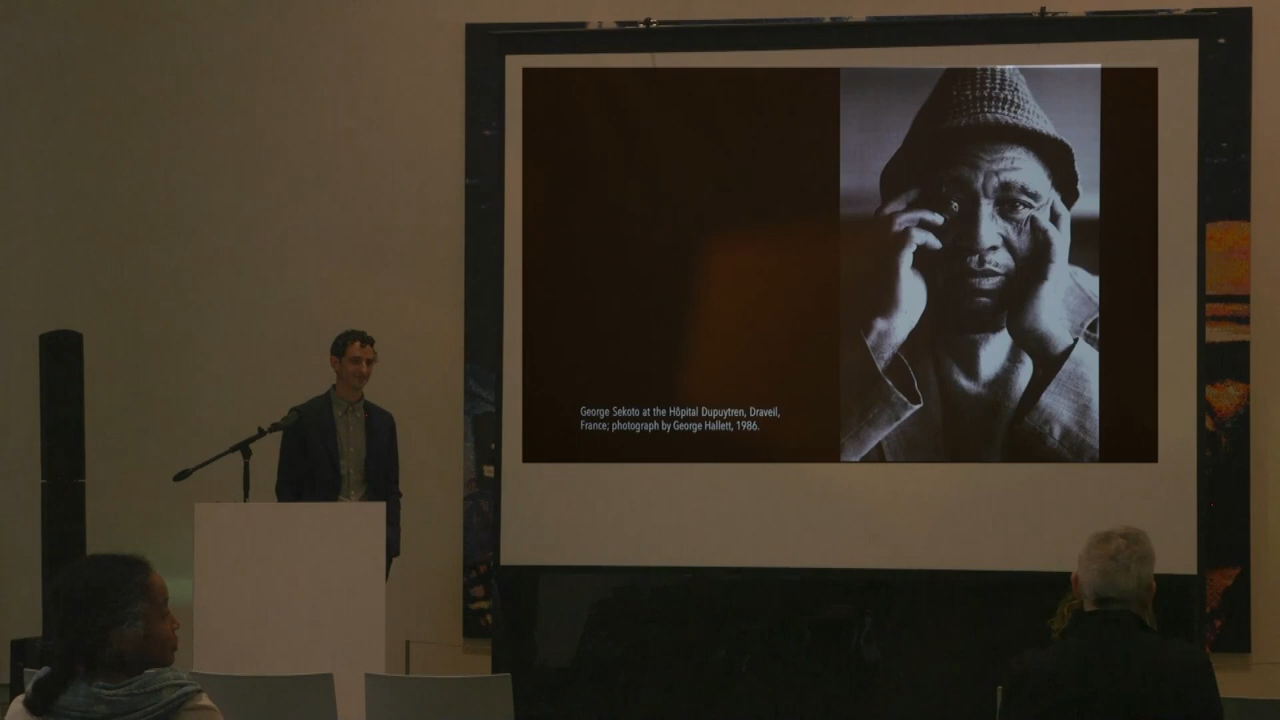 George Sekoto at the Hôpital Dupuytren, Draveil,
France; photograph by George Hallett, 1986.